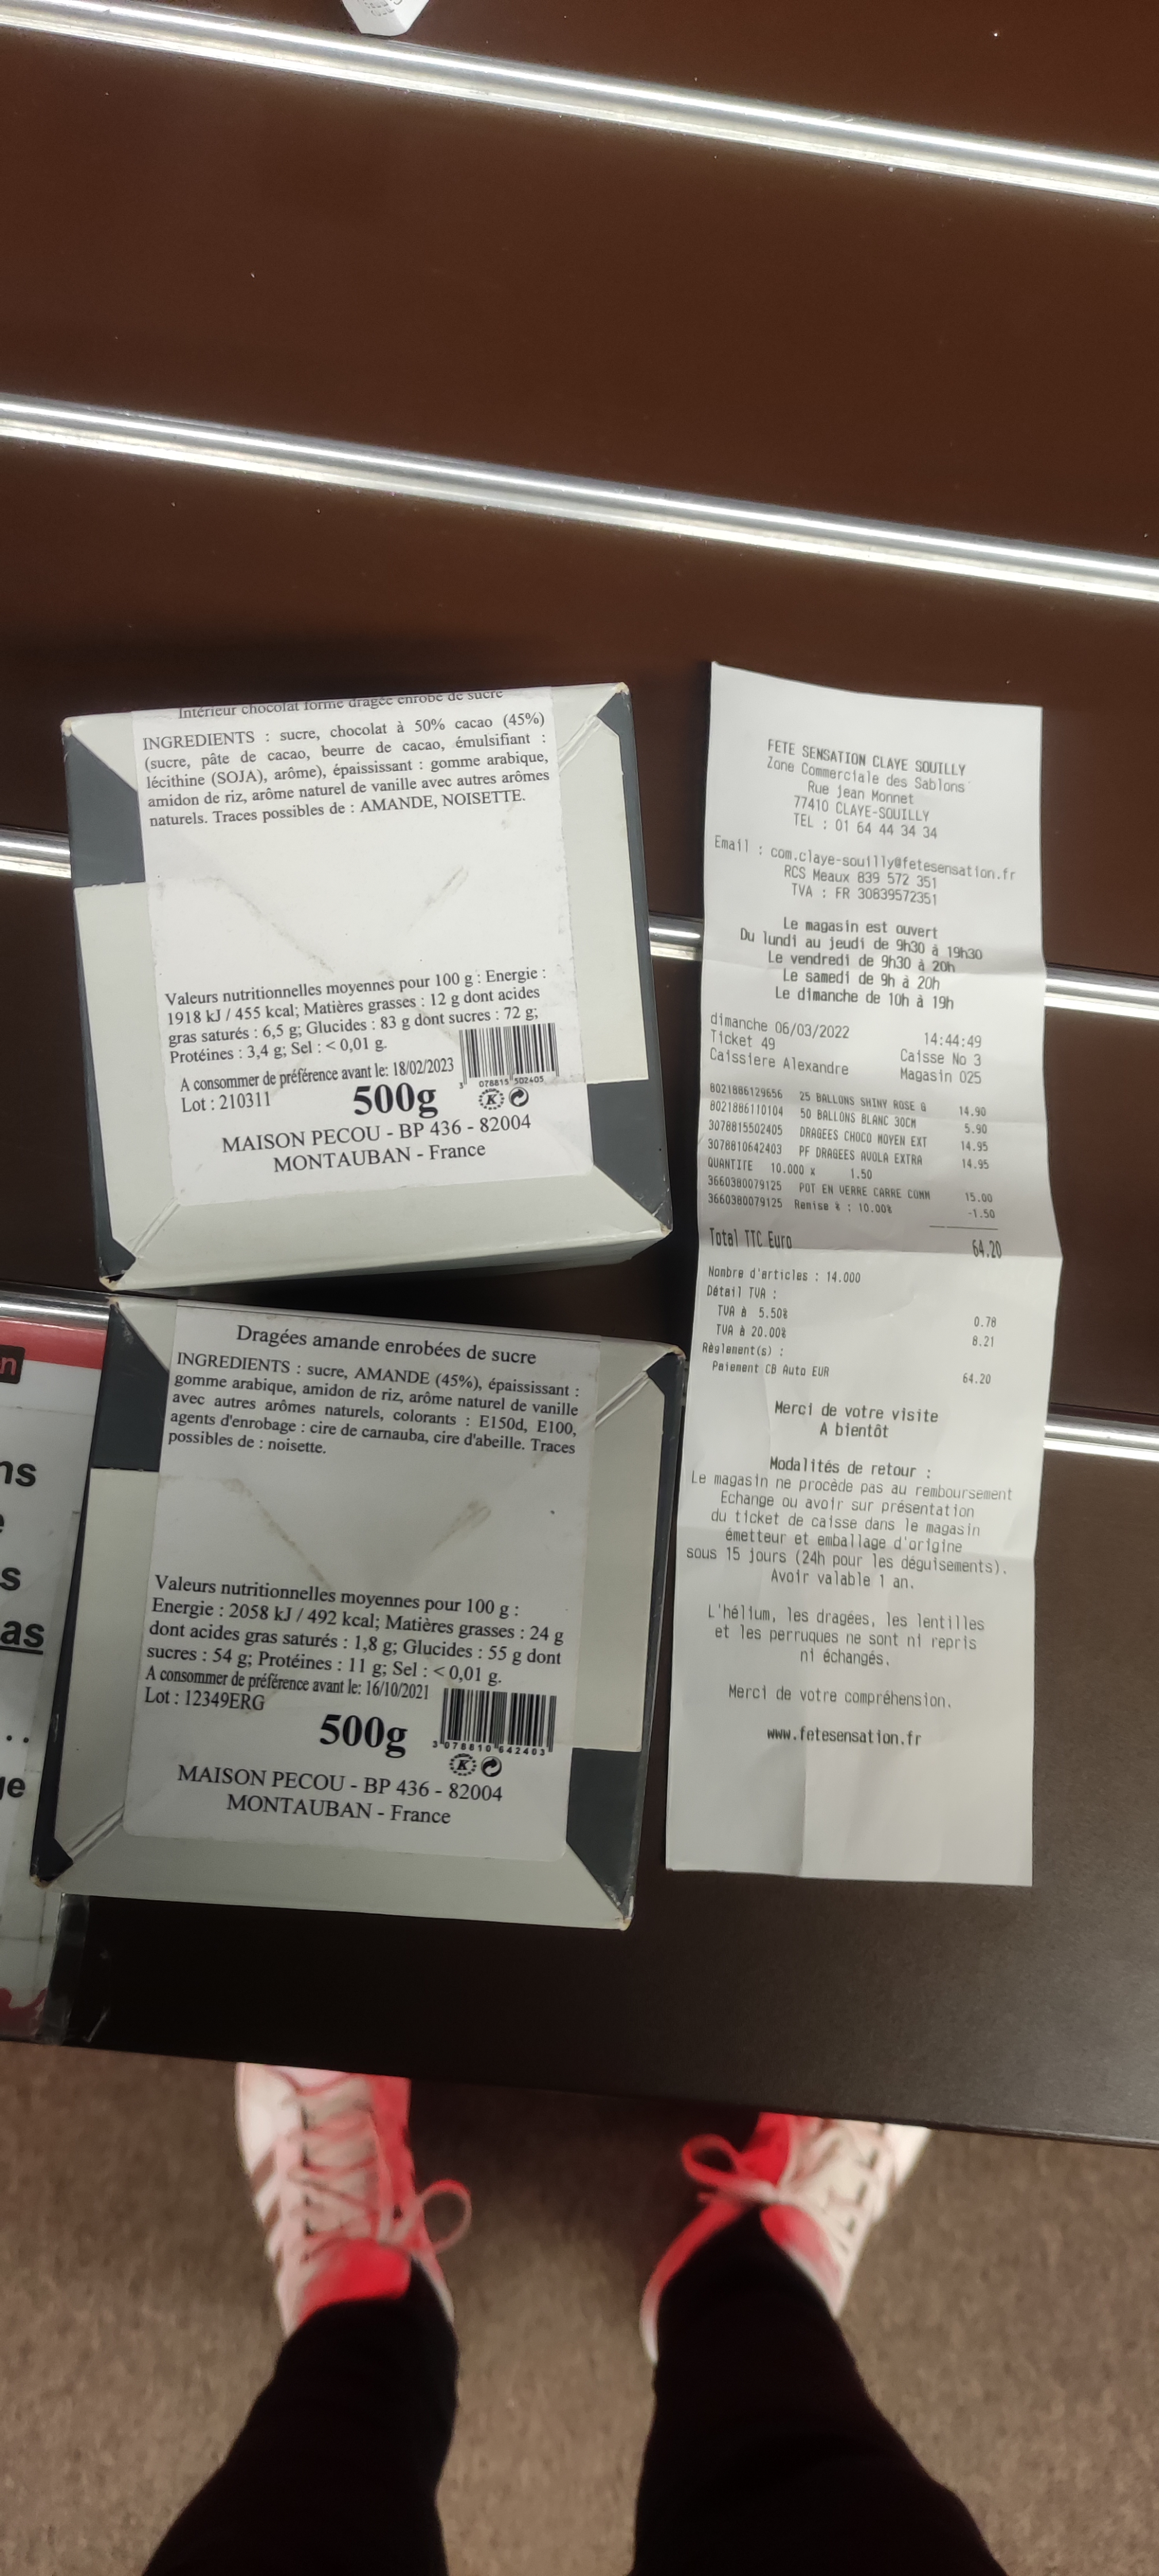 Intérieur chocolat forme dragée enrobé de sucre
INGREDIENTS : sucre, chocolat à 50% cacao (45%)
(sucre, pâte de cacao, beurre de cacao, émulsifiant :
lécithine (SOJA), arôme), épaississant : gomme arabique,
amidon de riz, arôme naturel de vanille avec autres arômes
naturels. Traces possibles de : AMANDE, NOISETTE.
Valeurs nutritionnelles moyennes pour 100 g : Energie :
1918 kJ / 455 kcal; Matières grasses : 12 g dont acides
gras saturés : 6,5 g; Glucides : 83 g dont sucres : 72 g;
Protéines : 3,4 g; Sel : < 0,01 g.
A consommer de préférence avant le: 18/02/2023
3 078815 502405
Lot : 210311
500g
K
MAISON PECOU - BP 436 - 82004
MONTAUBAN - France
Dragées amande enrobées de sucre
INGREDIENTS : sucre, AMANDE (45%), épaississant :
gomme arabique, amidon de riz, arôme naturel de vanille
avec autres arômes naturels, colorants : E150d, E100,
agents d'enrobage : cire de carnauba, cire d'abeille. Traces
possibles de : noisette.
Valeurs nutritionnelles moyennes pour 100 g :
Energie : 2058 kJ / 492 kcal; Matières grasses : 24 g
dont acides gras saturés : 1,8 g; Glucides : 55 g dont
sucres : 54 g; Protéines : 11 g; Sel : < 0,01 g.
A consommer de préférence avant le: 16/10/2021
Lot : 12349ERG
500g
3 078810 642403
K
MAISON PECOU - BP 436 - 82004
MONTAUBAN - France
FETE SENSATION CLAYE SOUILLY
Zone Commerciale des Sablons
Rue Jean Monnet
77410 CLAYE-SOUILLY
TEL : 01 64 44 34 34
Email : com.claye-souilly@fetesensation.fr
RCS Meaux 839 572 351
TVA : FR 30839572351
Le magasin est ouvert
Du lundi au jeudi de 9h30 à 19h30
Le vendredi de 9h30 à 20h
Le samedi de 9h à 20h
Le dimanche de 10h à 19h
dimanche 06/03/2022 14:44:49
Ticket 49 Caisse No 3
Caissiere Alexandre Magasin 025
8021886129656 25 BALLONS SHINY ROSE G 14.90
8021886110104 50 BALLONS BLANC 30CM 5.90
3078815502405 DRAGEES CHOCO MOYEN EXT 14.95
3078810642403 PF DRAGEES AVOLA EXTRA 14.95
QUANTITE 10.000 x 1.50
3660380079125 POT EN VERRE CARRE COMM 15.00
3660380079125 Remise % : 10.00% -1.50
Total TTC Euro 64.20
Nombre d'articles : 14.000
Détail TVA :
TVA à 5.50% 0.78
TVA à 20.00% 8.21
Règlement(s) :
Paiement CB Auto EUR 64.20
Merci de votre visite
A bientôt
Modalités de retour :
Le magasin ne procède pas au remboursement
Echange ou avoir sur présentation
du ticket de caisse dans le magasin
émetteur et emballage d'origine
sous 15 jours (24h pour les déguisements).
Avoir valable 1 an.
L'hélium, les dragées, les lentilles
et les perruques ne sont ni repris
ni échangés.
Merci de votre compréhension.
www.fetesensation.fr